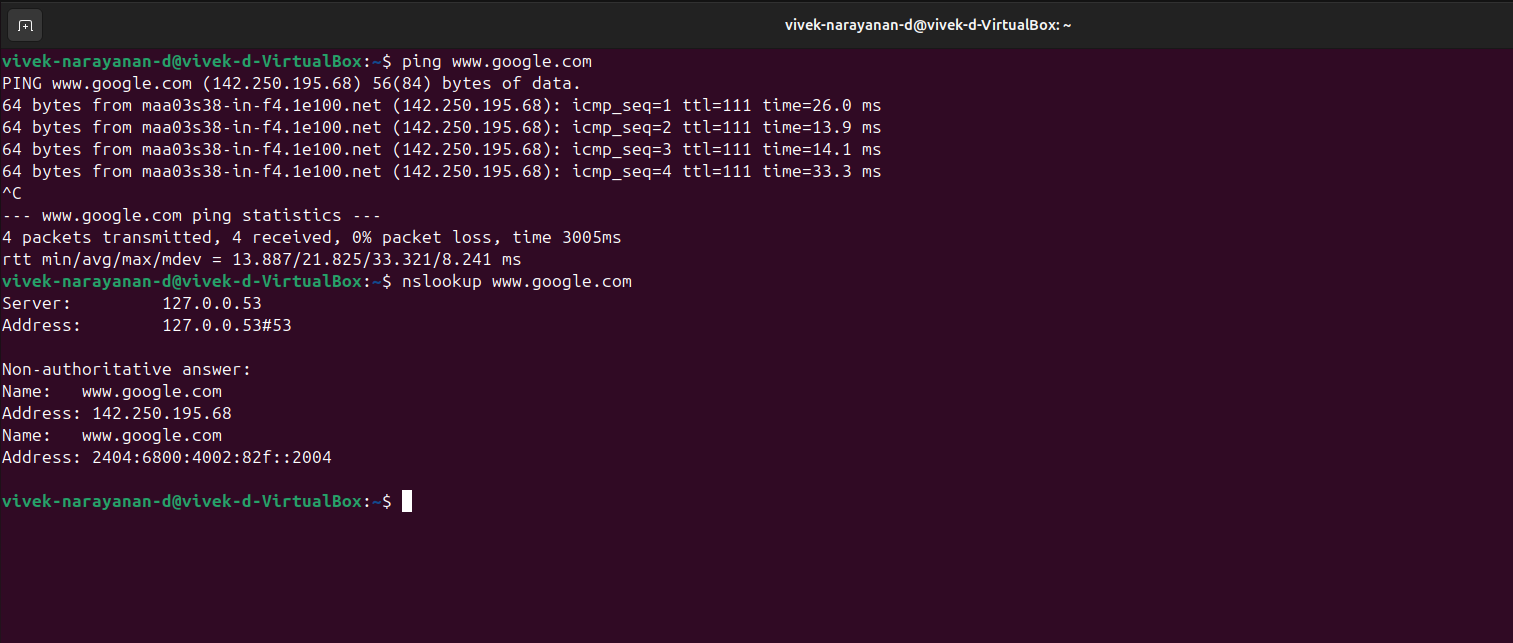 vivek-narayanan-d@vivek-d-VirtualBox: ~
vivek-narayanan-d@vivek-d-VirtualBox:~$ ping www.google.com
PING www.google.com (142.250.195.68) 56(84) bytes of data.
64 bytes from maa03s38-in-f4.1e100.net (142.250.195.68): icmp_seq=1 ttl=111 time=26.0 ms
64 bytes from maa03s38-in-f4.1e100.net (142.250.195.68): icmp_seq=2 ttl=111 time=13.9 ms
64 bytes from maa03s38-in-f4.1e100.net (142.250.195.68): icmp_seq=3 ttl=111 time=14.1 ms
64 bytes from maa03s38-in-f4.1e100.net (142.250.195.68): icmp_seq=4 ttl=111 time=33.3 ms
^C
--- www.google.com ping statistics ---
4 packets transmitted, 4 received, 0% packet loss, time 3005ms
rtt min/avg/max/mdev = 13.887/21.825/33.321/8.241 ms
vivek-narayanan-d@vivek-d-VirtualBox:~$ nslookup www.google.com
Server:         127.0.0.53
Address:        127.0.0.53#53
Non-authoritative answer:
Name:   www.google.com
Address: 142.250.195.68
Name:   www.google.com
Address: 2404:6800:4002:82f::2004
vivek-narayanan-d@vivek-d-VirtualBox:~$